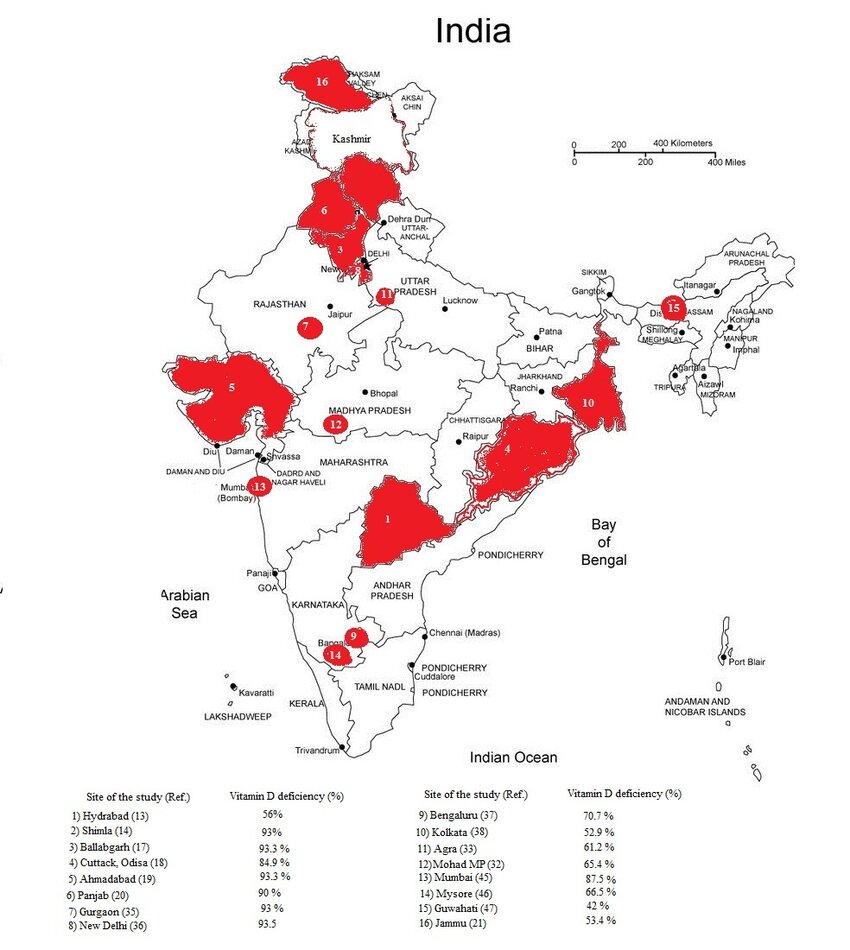 India
16
HAKSAM
VALLEY
CHEN
AKSAI
CHIN
Kashmir
AZAD
KASHMI
0 200 400 Kilometers
0 200 400 Miles
6
Dehra Dun
UTTAR-
ANCHAL
3
DELHI
New
8
ARUNACHAL
PRADESH
SIKKIM
Gangtok
Itanagar
11
UTTAR
PRADESH
Lucknow
RAJASTHAN
Jaipur
7
15
Dis
ASSAM
NAGALAND
Kohima
Shillong
MEGHALAY
MANIPUR
Imphal
Patna
BIHAR
Agartala
TRIPURA
Aizawl
MIZORAM
5
Bhopal
MADHYA PRADESH
12
JHARKHAND
Ranchi
10
CHHATTISGARA
Raipur
4
Diu
Daman
Shvassa
DAMAN AND DIU
DADRD AND
NAGAR HAVELI
MAHARASHTRA
Mumba
(Bombay)
13
1
Bay
of
Bengal
PONDICHERRY
Panaji
GOA
Arabian
Sea
ANDHAR
PRADESH
KARNATAKA
Bangal
9
14
Chennai (Madras)
PONDICHERRY
Cuddalore
PONDICHERRY
TAMIL NADL
KERALA
Kavaratti
LAKSHADWEEP
Trivandrum
Port Blair
ANDAMAN AND
NICOBAR ISLANDS
Indian Ocean
Site of the study (Ref.) Vitamin D deficiency (%)
1) Hydrabad (13) 56%
2) Shimla (14) 93%
3) Ballabgarh (17) 93.3 %
4) Cuttack, Odisa (18) 84.9 %
5) Ahmadabad (19) 93.3 %
6) Panjab (20) 90 %
7) Gurgaon (35) 93 %
8) New Delhi (36) 93.5
Site of the study (Ref.) Vitamin D deficiency (%)
9) Bengaluru (37) 70.7 %
10) Kolkata (38) 52.9 %
11) Agra (33) 61.2 %
12)Mohad MP (32) 65.4 %
13) Mumbai (45) 87.5 %
14) Mysore (46) 66.5 %
15) Guwahati (47) 42 %
16) Jammu (21) 53.4 %